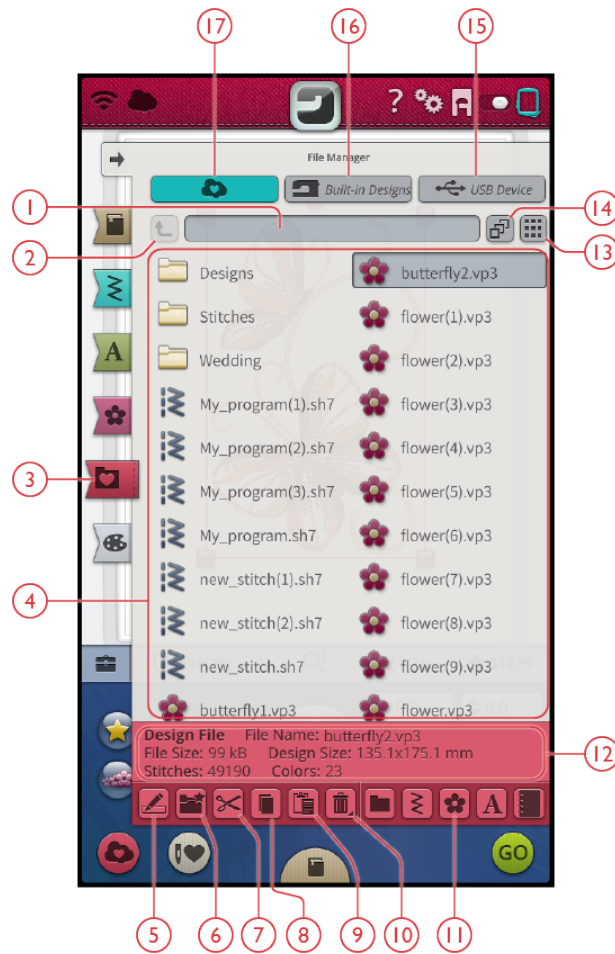 17
16
15
?
File Manager
Built-in Designs
USB Device
1
14
2
13
Designs
butterfly2.vp3
Stitches
flower(1).vp3
Wedding
flower(2).vp3
A
My_program(1).sh7
flower(3).vp3
My_program(2).sh7
flower(4).vp3
3
My_program(3).sh7
flower(5).vp3
My_program.sh7
flower(6).vp3
4
new_stitch(1).sh7
flower(7).vp3
new_stitch(2).sh7
flower(8).vp3
new_stitch.sh7
flower(9).vp3
butterfly1.vp3
flower.vp3
Design File File Name: butterfly2.vp3
12
File Size: 99 kB Design Size: 135.1x175.1 mm
Stitches: 49190 Colors: 23
A
GO
5
6
7
8
9
10
11